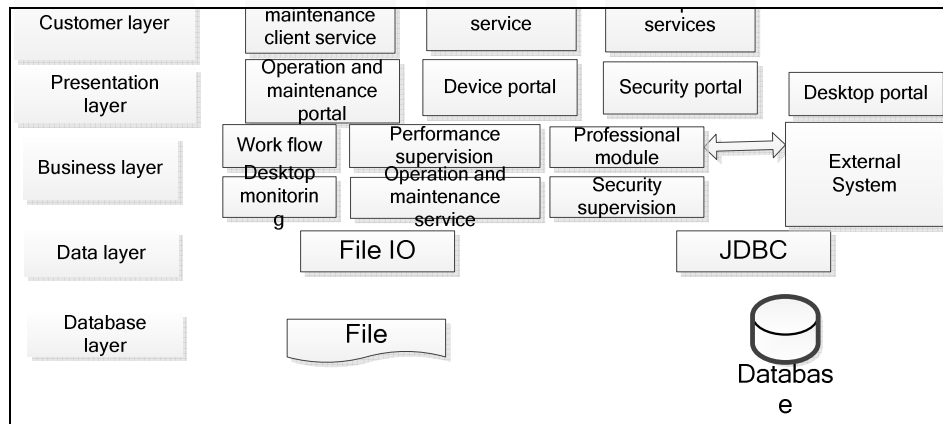 Customer layer
maintenance
client service
service
services
Presentation
layer
Operation and
maintenance
portal
Device portal
Security portal
Desktop portal
Business layer
Work flow
Performance
supervision
Professional
module
External
System
Desktop
monitorin
g
Operation and
maintenance
service
Security
supervision
Data layer
File IO
JDBC
Database
layer
File
Databas
e